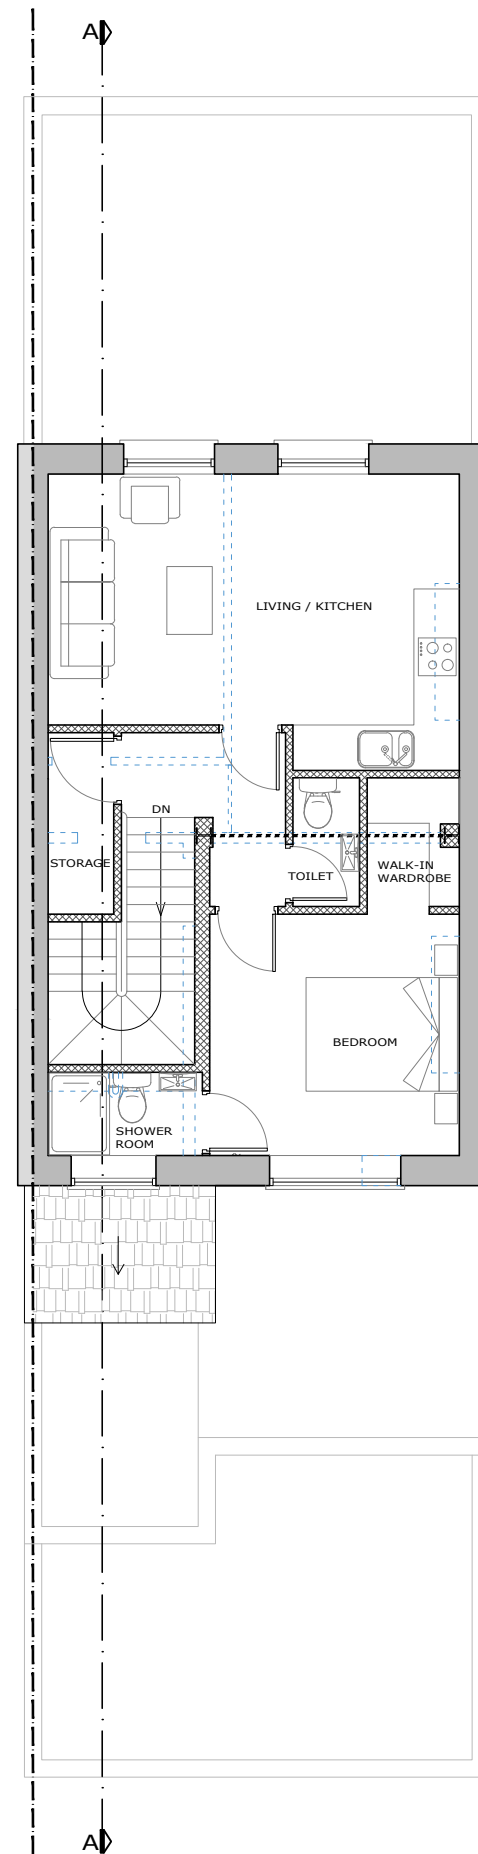 A
LIVING / KITCHEN
DN
STORAGE
TOILET
WALK-IN
WARDROBE
BEDROOM
SHOWER
ROOM
A